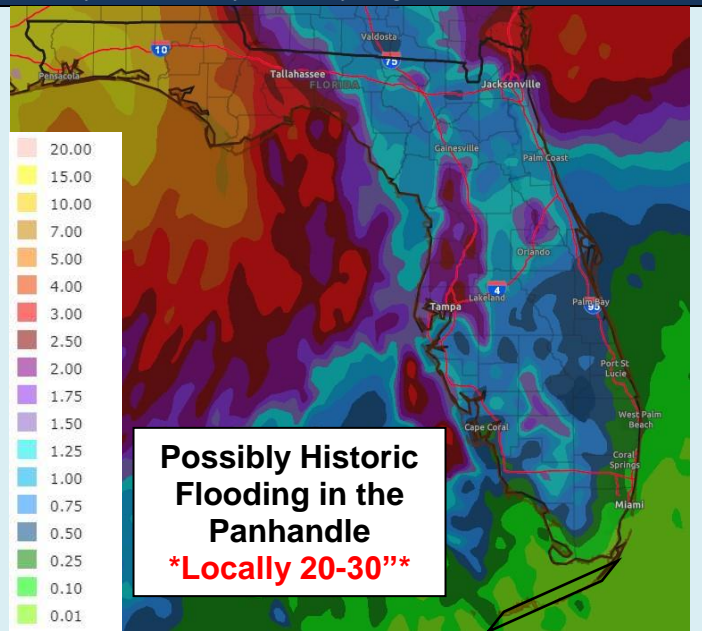 Valdosta
10
75
Pensacola
Tallahassee
FLORIDA
Jacksonville
Gainesville
Palm Coast
Orlando
4
Lakeland
Tampa
Palm Bay
95
Port St
Lucie
West Palm
Beach
Cape Coral
Coral
Springs
Miami
20.00
15.00
10.00
7.00
5.00
4.00
3.00
2.50
2.00
1.75
1.50
1.25
1.00
0.75
0.50
0.25
0.10
0.01
Possibly Historic
Flooding in the
Panhandle
*Locally 20-30”*